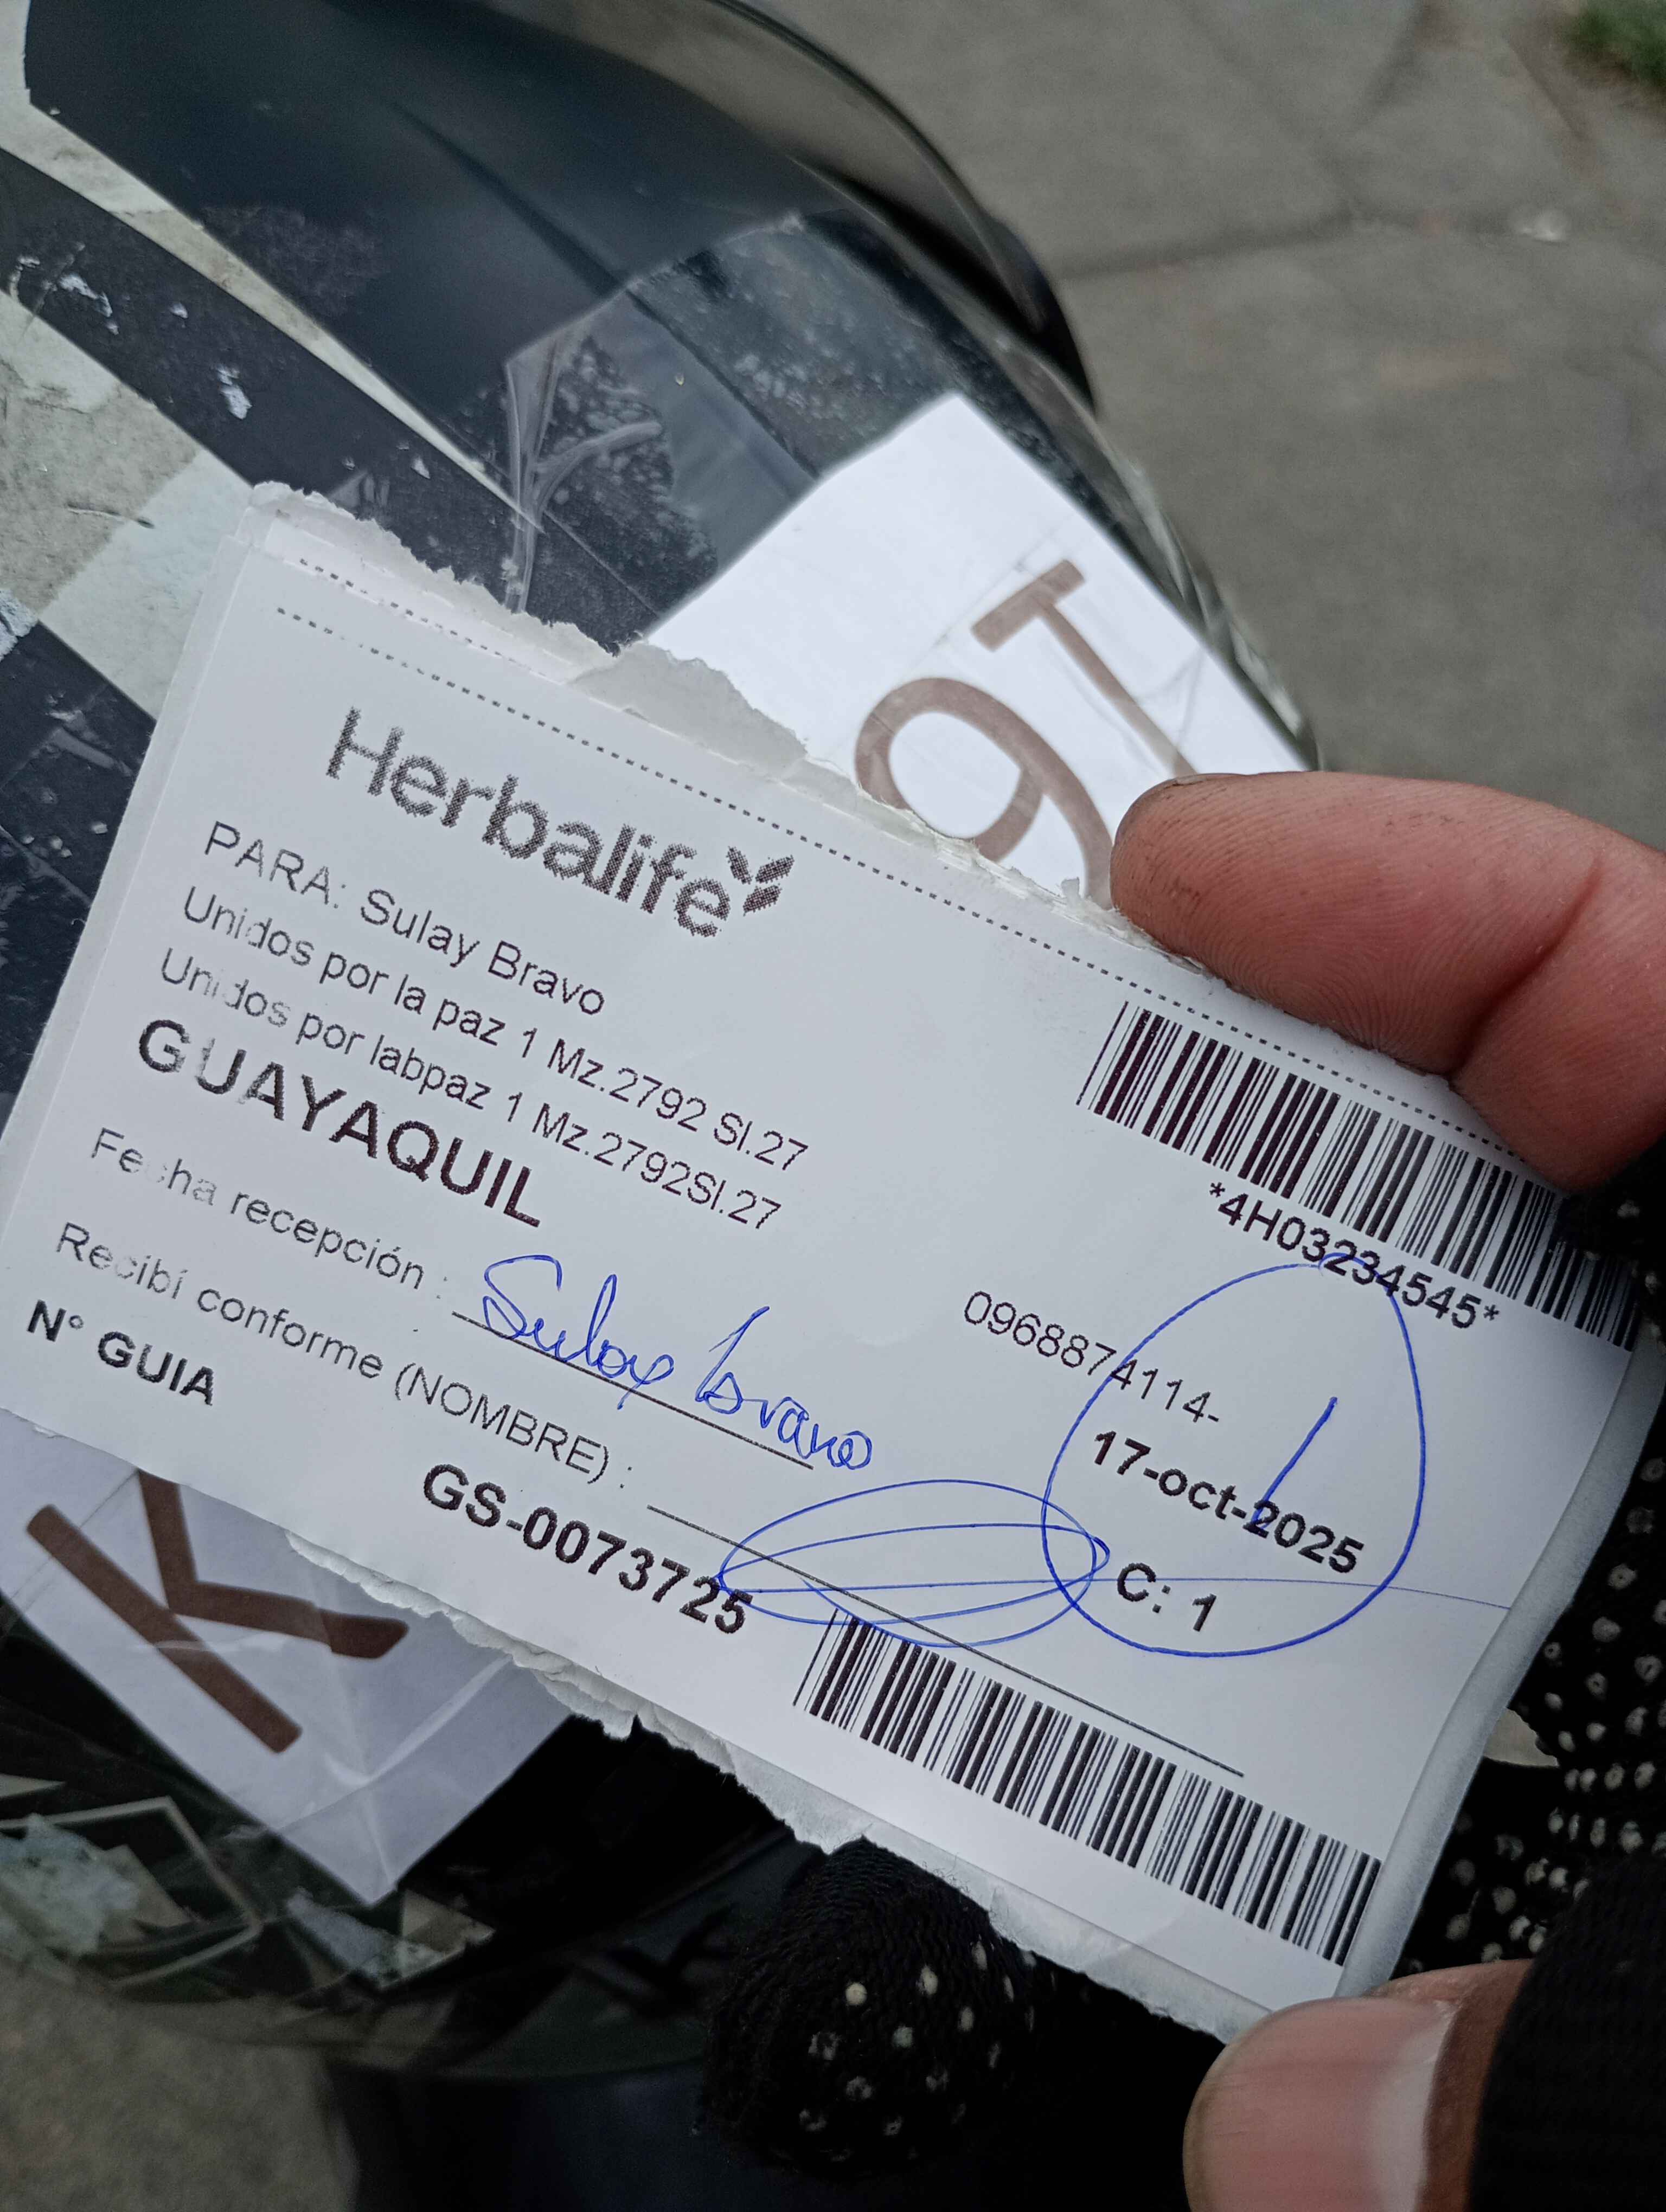 Herbalife
PARA: Sulay Bravo
Unidos por la paz 1 Mz.2792 Sl.27
Unidos por labpaz 1 Mz.2792Sl.27
GUAYAQUIL
*4H03234545*
0968874114-
Fecha recepción : Sulay bravo
17-oct-2025
Recibí conforme (NOMBRE) :
C: 1
N° GUIA
GS-0073725
K